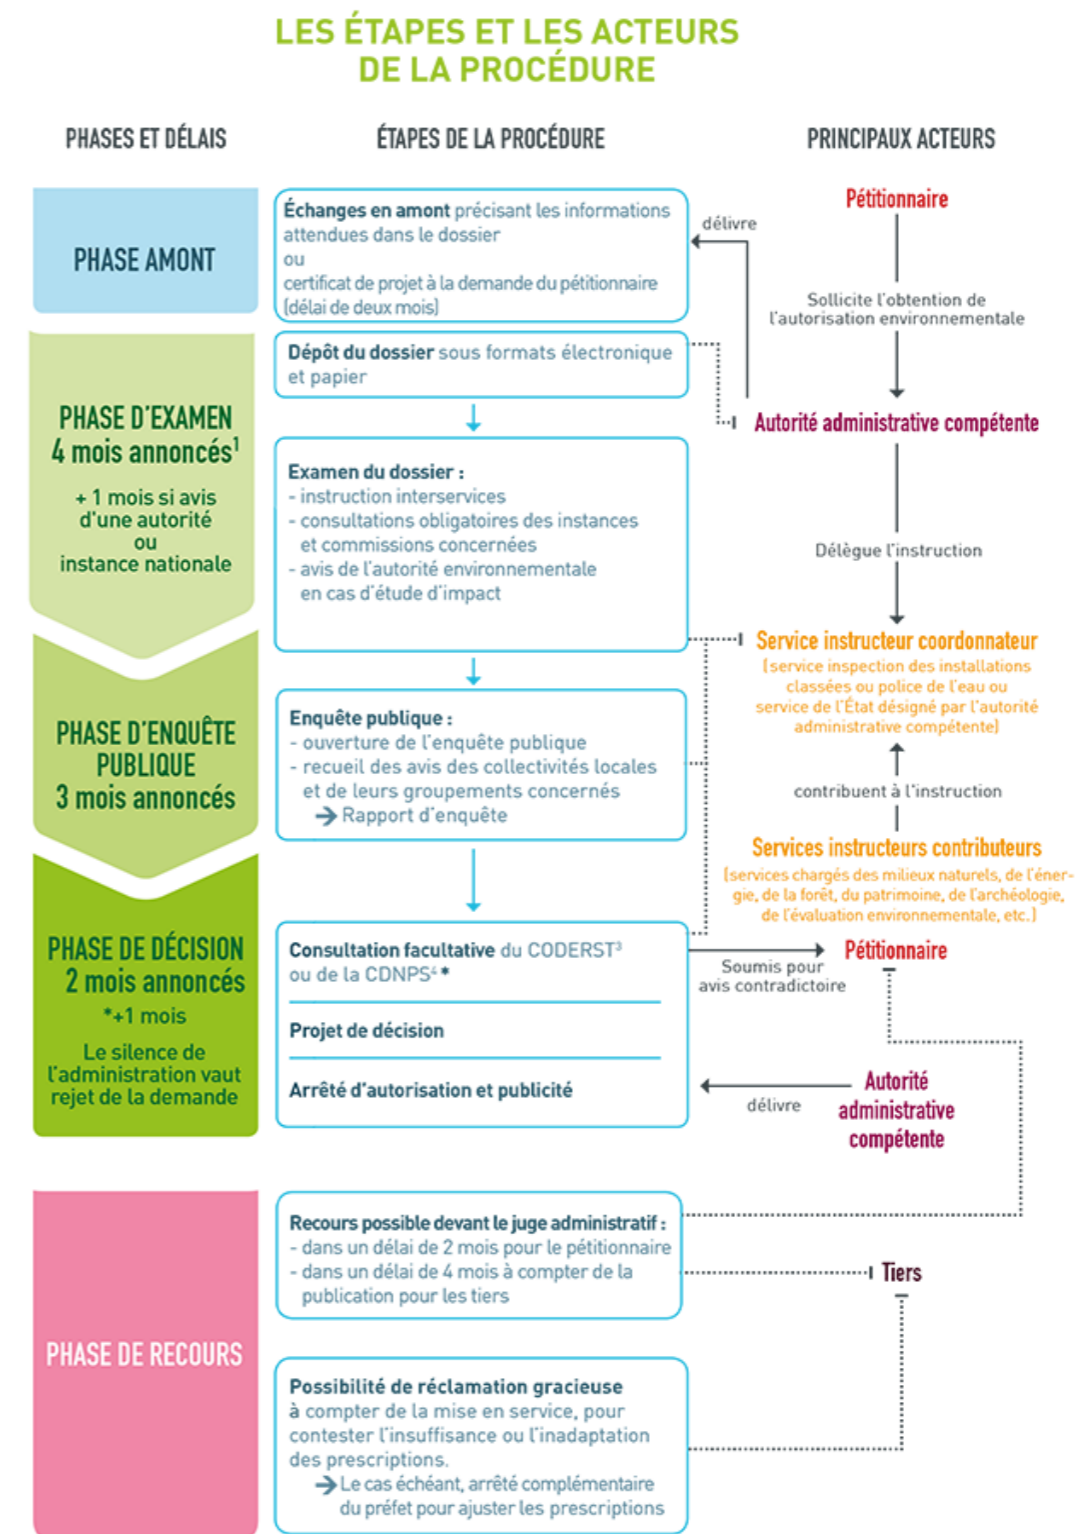 LES ÉTAPES ET LES ACTEURS
DE LA PROCÉDURE
PHASES ET DÉLAIS
ÉTAPES DE LA PROCÉDURE
PRINCIPAUX ACTEURS
PHASE AMONT
Échanges en amont précisant les informations
attendues dans le dossier
ou
certificat de projet à la demande du pétitionnaire
(délai de deux mois)
délivre
Pétitionnaire
Sollicite l'obtention de
l'autorisation environnementale
Autorité administrative compétente
PHASE D'EXAMEN
4 mois annoncés¹
+ 1 mois si avis
d'une autorité
ou
instance nationale
Dépôt du dossier sous formats électronique
et papier
Examen du dossier :
- instruction interservices
- consultations obligatoires des instances
et commissions concernées
- avis de l'autorité environnementale
en cas d'étude d'impact
Délègue l'instruction
Service instructeur coordonnateur
(service inspection des installations
classées ou police de l'eau ou
service de l'État désigné par l'autorité
administrative compétente)
contribuent à l'instruction
Services instructeurs contributeurs
(services chargés des milieux naturels, de l'éner-
gie, de la forêt, du patrimoine, de l'archéologie,
de l'évaluation environnementale, etc.)
PHASE D'ENQUÊTE
PUBLIQUE
3 mois annoncés
Enquête publique :
- ouverture de l'enquête publique
- recueil des avis des collectivités locales
et de leurs groupements concernés
→ Rapport d'enquête
PHASE DE DÉCISION
2 mois annoncés
*+1 mois
Le silence de
l'administration vaut
rejet de la demande
Consultation facultative du CODERST³
ou de la CDNPS⁴ *
Projet de décision
Arrêté d'autorisation et publicité
Soumis pour
avis contradictoire
Pétitionnaire
délivre
Autorité
administrative
compétente
PHASE DE RECOURS
Recours possible devant le juge administratif :
- dans un délai de 2 mois pour le pétitionnaire
- dans un délai de 4 mois à compter de la
publication pour les tiers
Tiers
Possibilité de réclamation gracieuse
à compter de la mise en service, pour
contester l'insuffisance ou l'inadaptation
des prescriptions.
→ Le cas échéant, arrêté complémentaire
du préfet pour ajuster les prescriptions